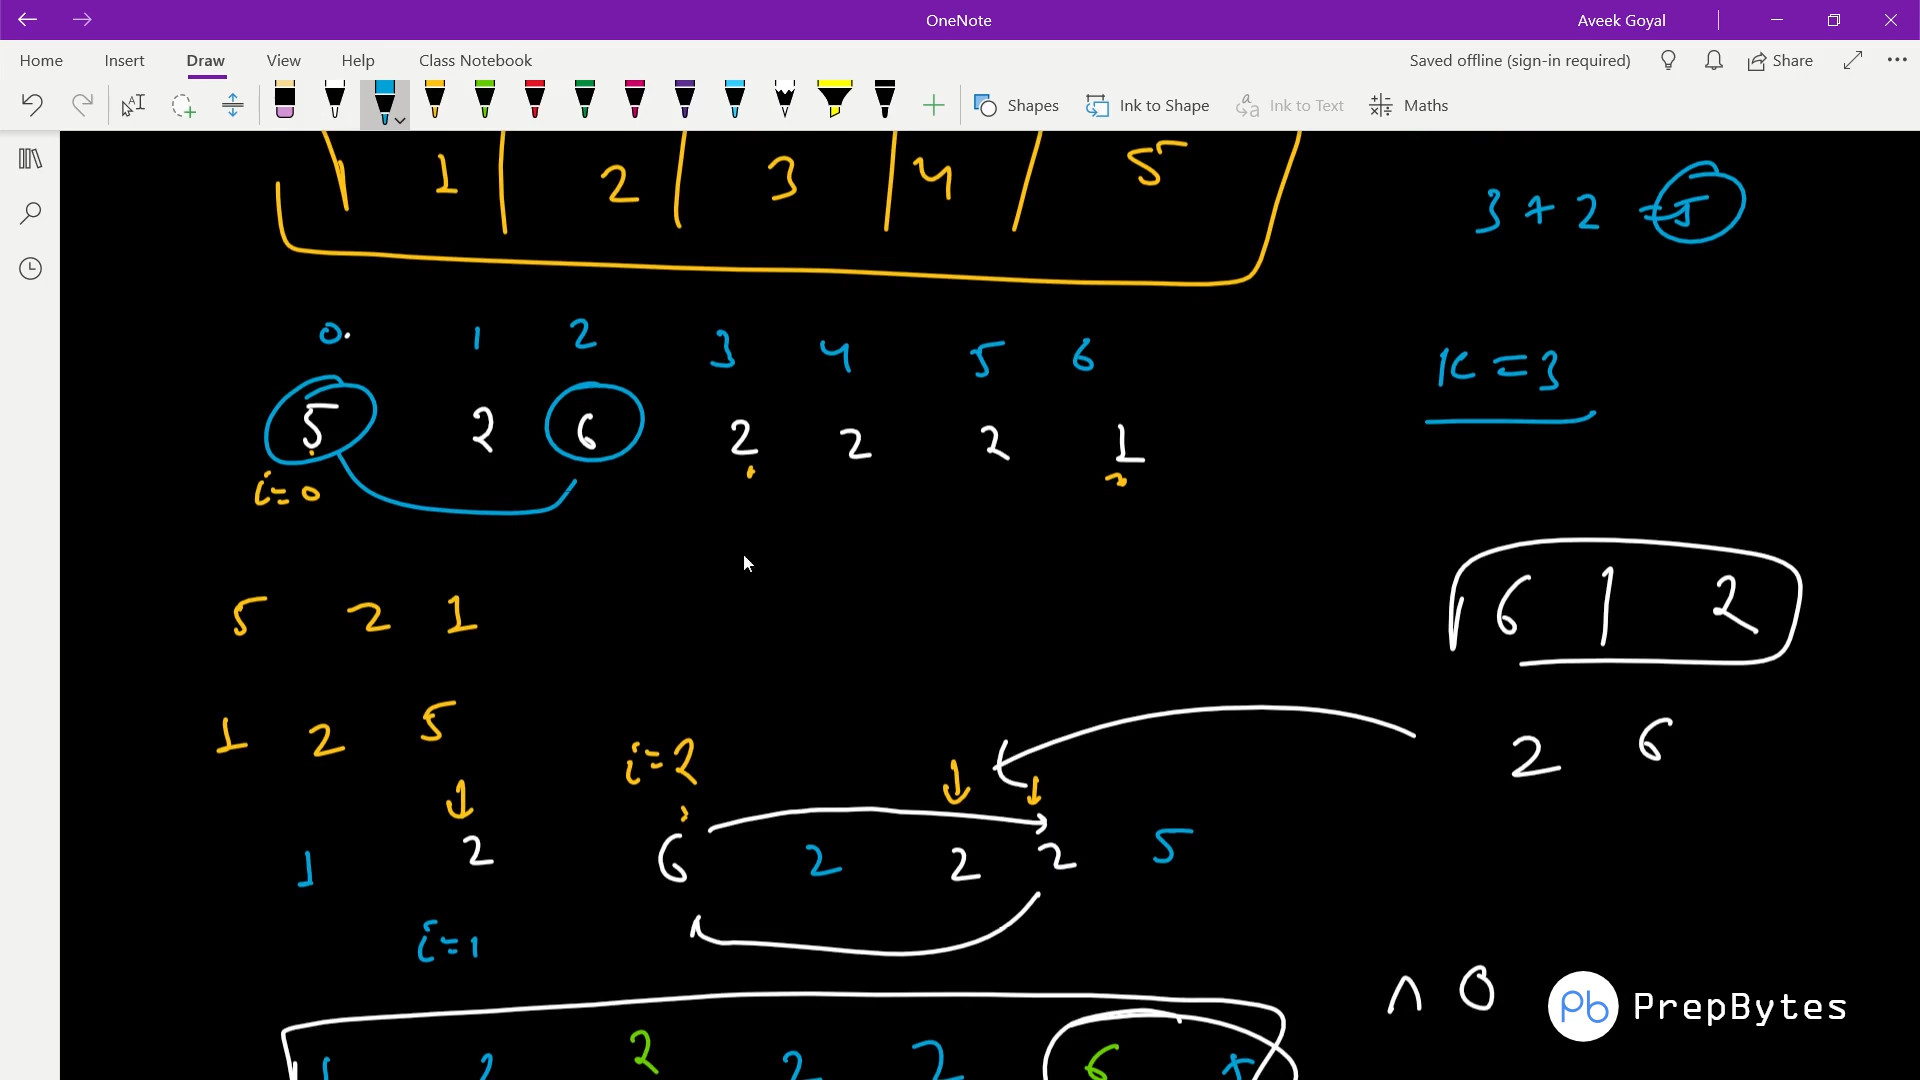 OneNote
Aveek Goyal
Home Insert Draw View Help Class Notebook
Saved offline (sign-in required)
Share
Shapes Ink to Shape Ink to Text Maths
1 2 3 4 5
3 + 2 = 5
0 1 2 3 4 5 6
K = 3
5 2 6 2 2 2 1
i = 0
5 2 1
6 1 2
1 2 5
i = 2
2 6
1 2 6 2 2 2 5
i = 1
Pb PrepBytes
2
6